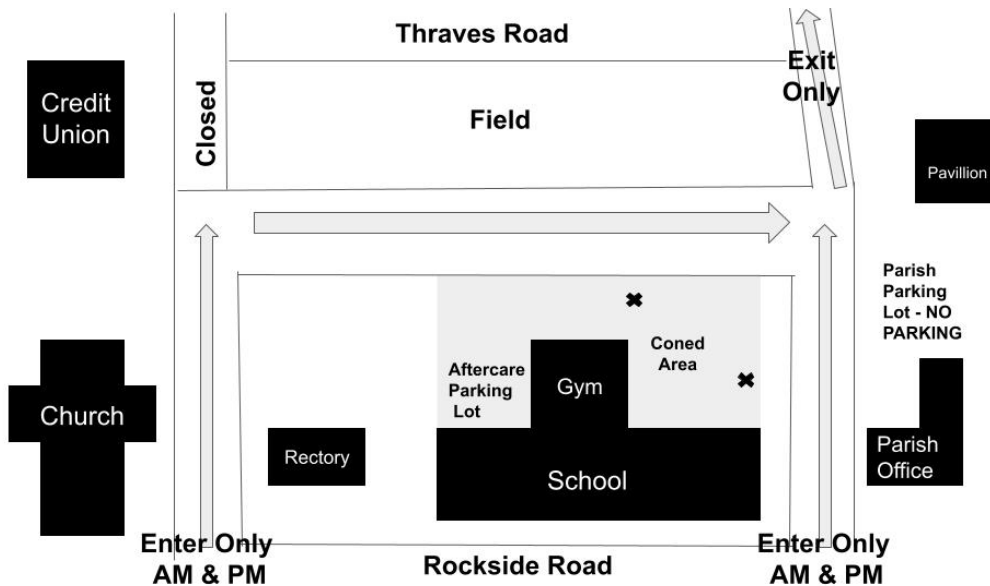 Thraves Road
Exit
Only
Credit
Union
Closed
Field
Pavillion
Parish
Parking
Lot - NO
PARKING
Coned
Area
Aftercare
Parking
Lot
Gym
Church
Rectory
School
Parish
Office
Enter Only
AM & PM
Rockside Road
Enter Only
AM & PM